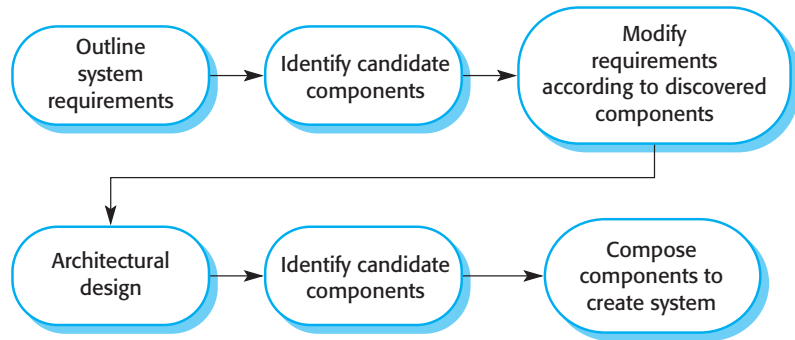 Outline
system
requirements
Identify candidate
components
Modify
requirements
according to discovered
components
Architectural
design
Identify candidate
components
Compose
components to
create system